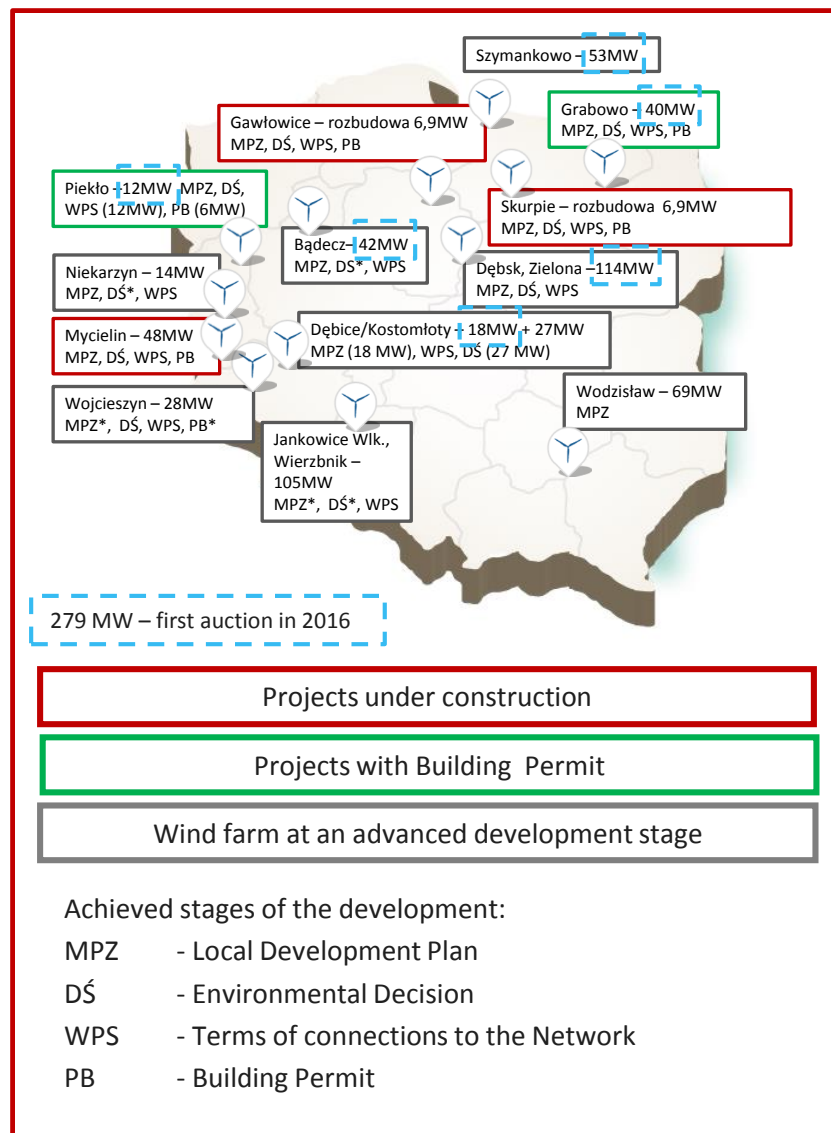 Szymankowo – 53MW
Gawłowice – rozbudowa 6,9MW
MPZ, DŚ, WPS, PB
Grabowo – 40MW
MPZ, DŚ, WPS, PB
Piekło –12MW MPZ, DŚ,
WPS (12MW), PB (6MW)
Skurpie – rozbudowa 6,9MW
MPZ, DŚ, WPS, PB
Bądecz– 42MW
MPZ, DS*, WPS
Niekarzyn – 14MW
MPZ, DŚ*, WPS
Dębsk, Zielona –114MW
MPZ, DŚ, WPS
Mycielin – 48MW
MPZ, DŚ, WPS, PB
Dębice/Kostomłoty – 18MW + 27MW
MPZ (18 MW), WPS, DŚ (27 MW)
Wojcieszyn – 28MW
MPZ*, DŚ, WPS, PB*
Wodzisław – 69MW
MPZ
Jankowice Wlk.,
Wierzbnik –
105MW
MPZ*, DŚ*, WPS
279 MW – first auction in 2016
Projects under construction
Projects with Building Permit
Wind farm at an advanced development stage
Achieved stages of the development:
MPZ - Local Development Plan
DŚ - Environmental Decision
WPS - Terms of connections to the Network
PB - Building Permit